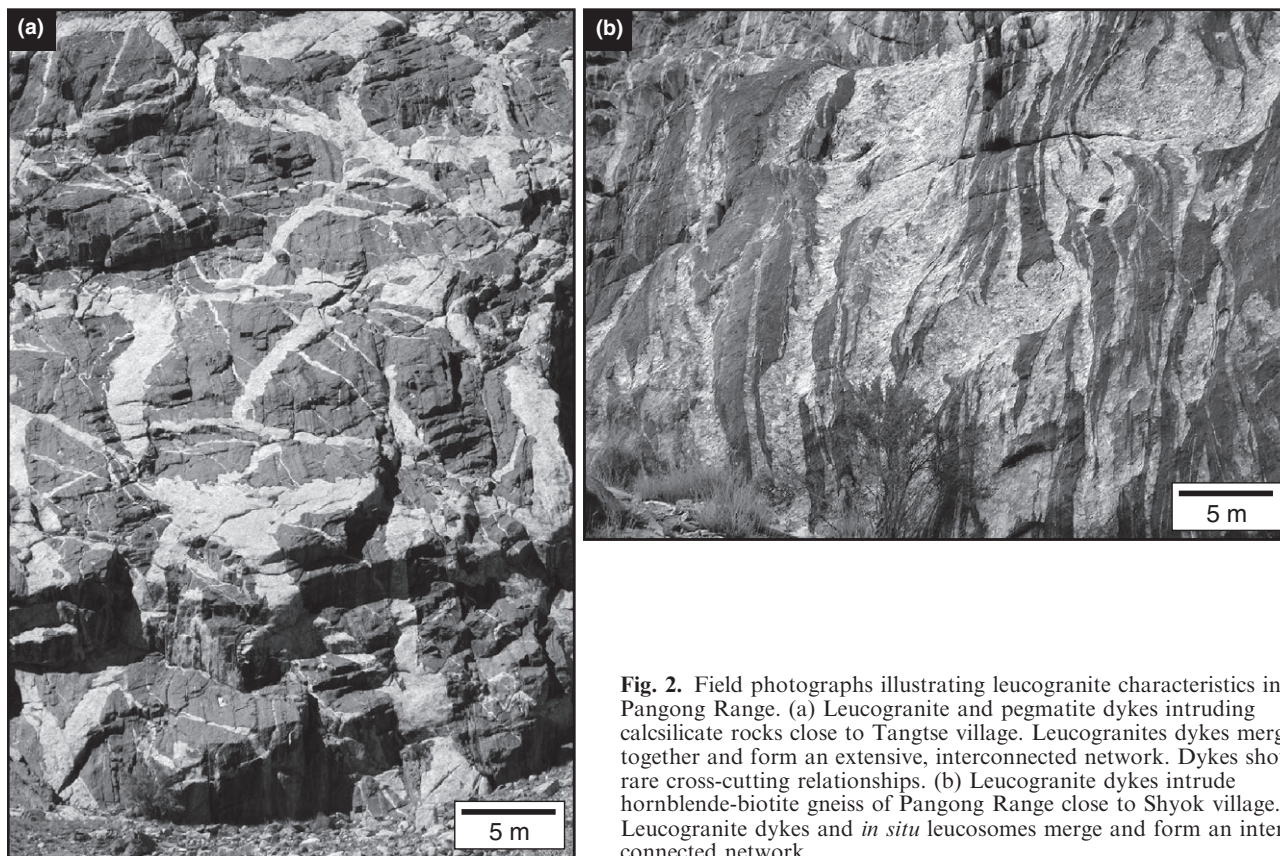 (a)
5 m
(b)
5 m
Fig. 2. Field photographs illustrating leucogranite characteristics in
Pangong Range. (a) Leucogranite and pegmatite dykes intruding
calcsilicate rocks close to Tangtse village. Leucogranites dykes merg
together and form an extensive, interconnected network. Dykes sho
rare cross-cutting relationships. (b) Leucogranite dykes intrude
hornblende-biotite gneiss of Pangong Range close to Shyok village.
Leucogranite dykes and in situ leucosomes merge and form an inter
connected network.